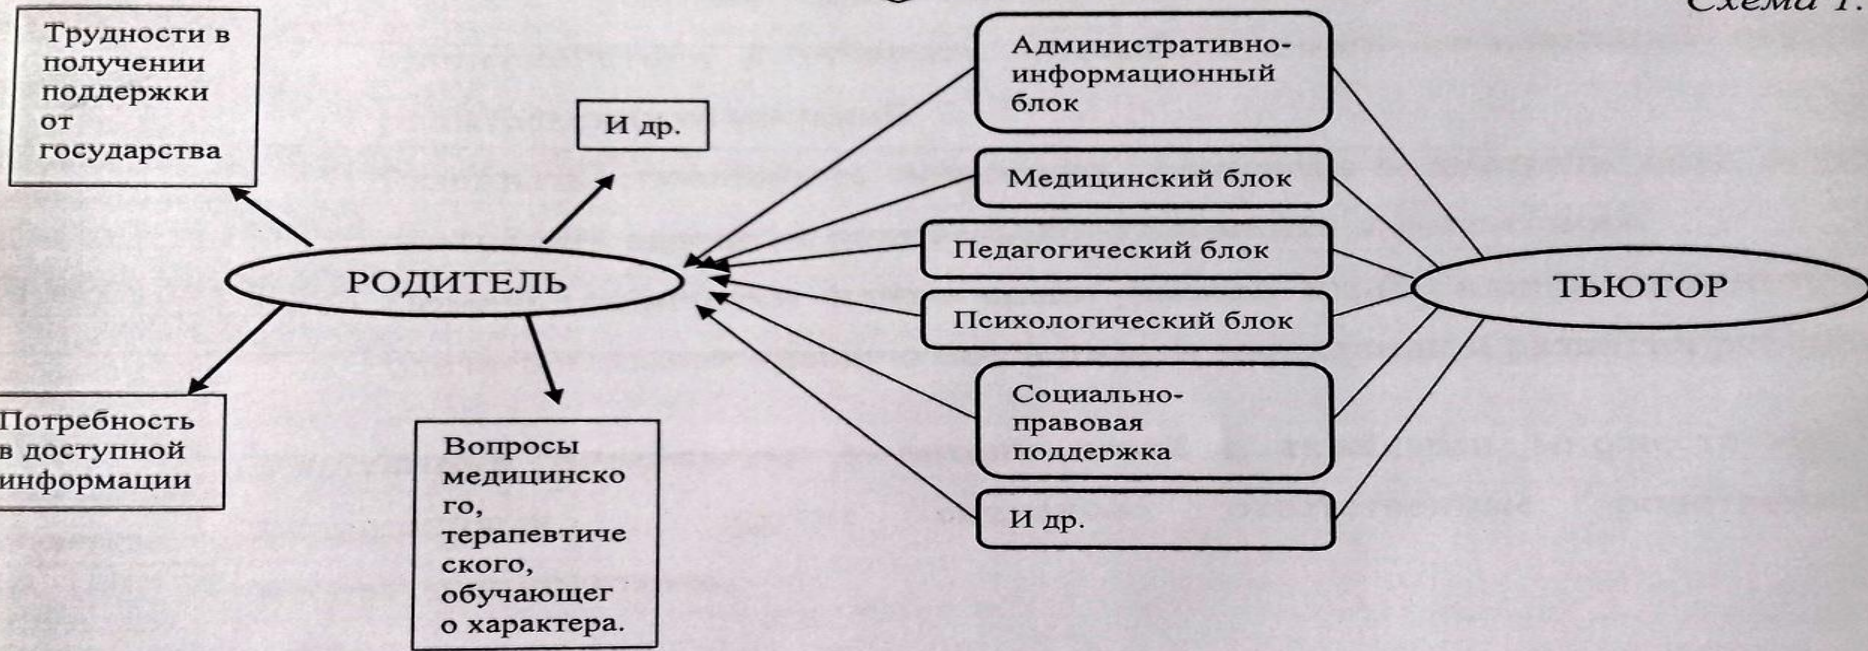 Схема 1.
Трудности в
получении
поддержки
от
государства
И др.
РОДИТЕЛЬ
Потребность
в доступной
информации
Вопросы
медицинско
го,
терапевтиче
ского,
обучающег
о характера.
Административно-
информационный
блок
Медицинский блок
Педагогический блок
Психологический блок
Социально-
правовая
поддержка
И др.
ТЬЮТОР